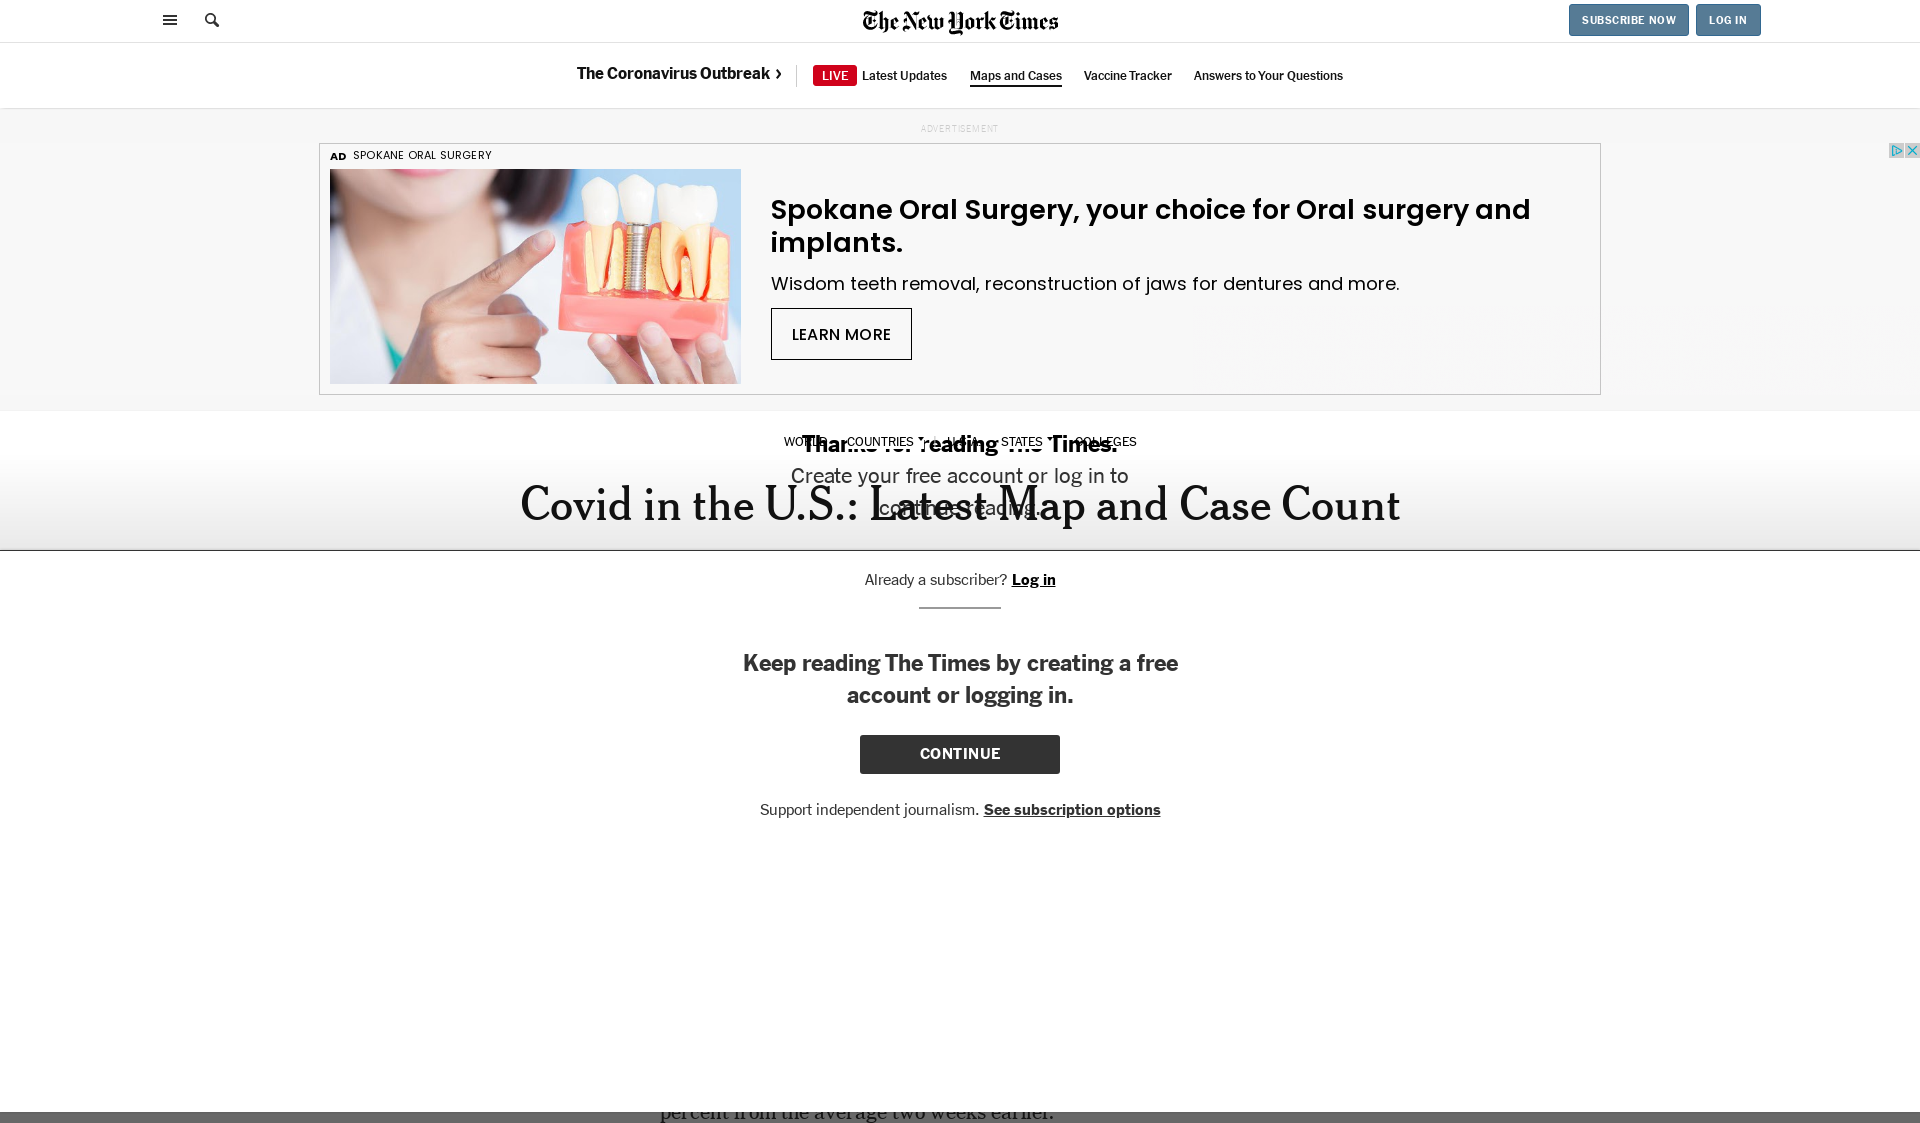 The New York Times
SUBSCRIBE NOW
LOG IN
The Coronavirus Outbreak ›
LIVE Latest Updates
Maps and Cases
Vaccine Tracker
Answers to Your Questions
ADVERTISEMENT
AD SPOKANE ORAL SURGERY
Spokane Oral Surgery, your choice for Oral surgery and
implants.
Wisdom teeth removal, reconstruction of jaws for dentures and more.
LEARN MORE
WORLD COUNTRIES U.S.A. STATES COLLEGES
Thanks for reading The Times.
Create your free account or log in to
continue reading.
Covid in the U.S.: Latest Map and Case Count
Already a subscriber? Log in
Keep reading The Times by creating a free
account or logging in.
CONTINUE
Support independent journalism. See subscription options
percent from the average two weeks earlier.